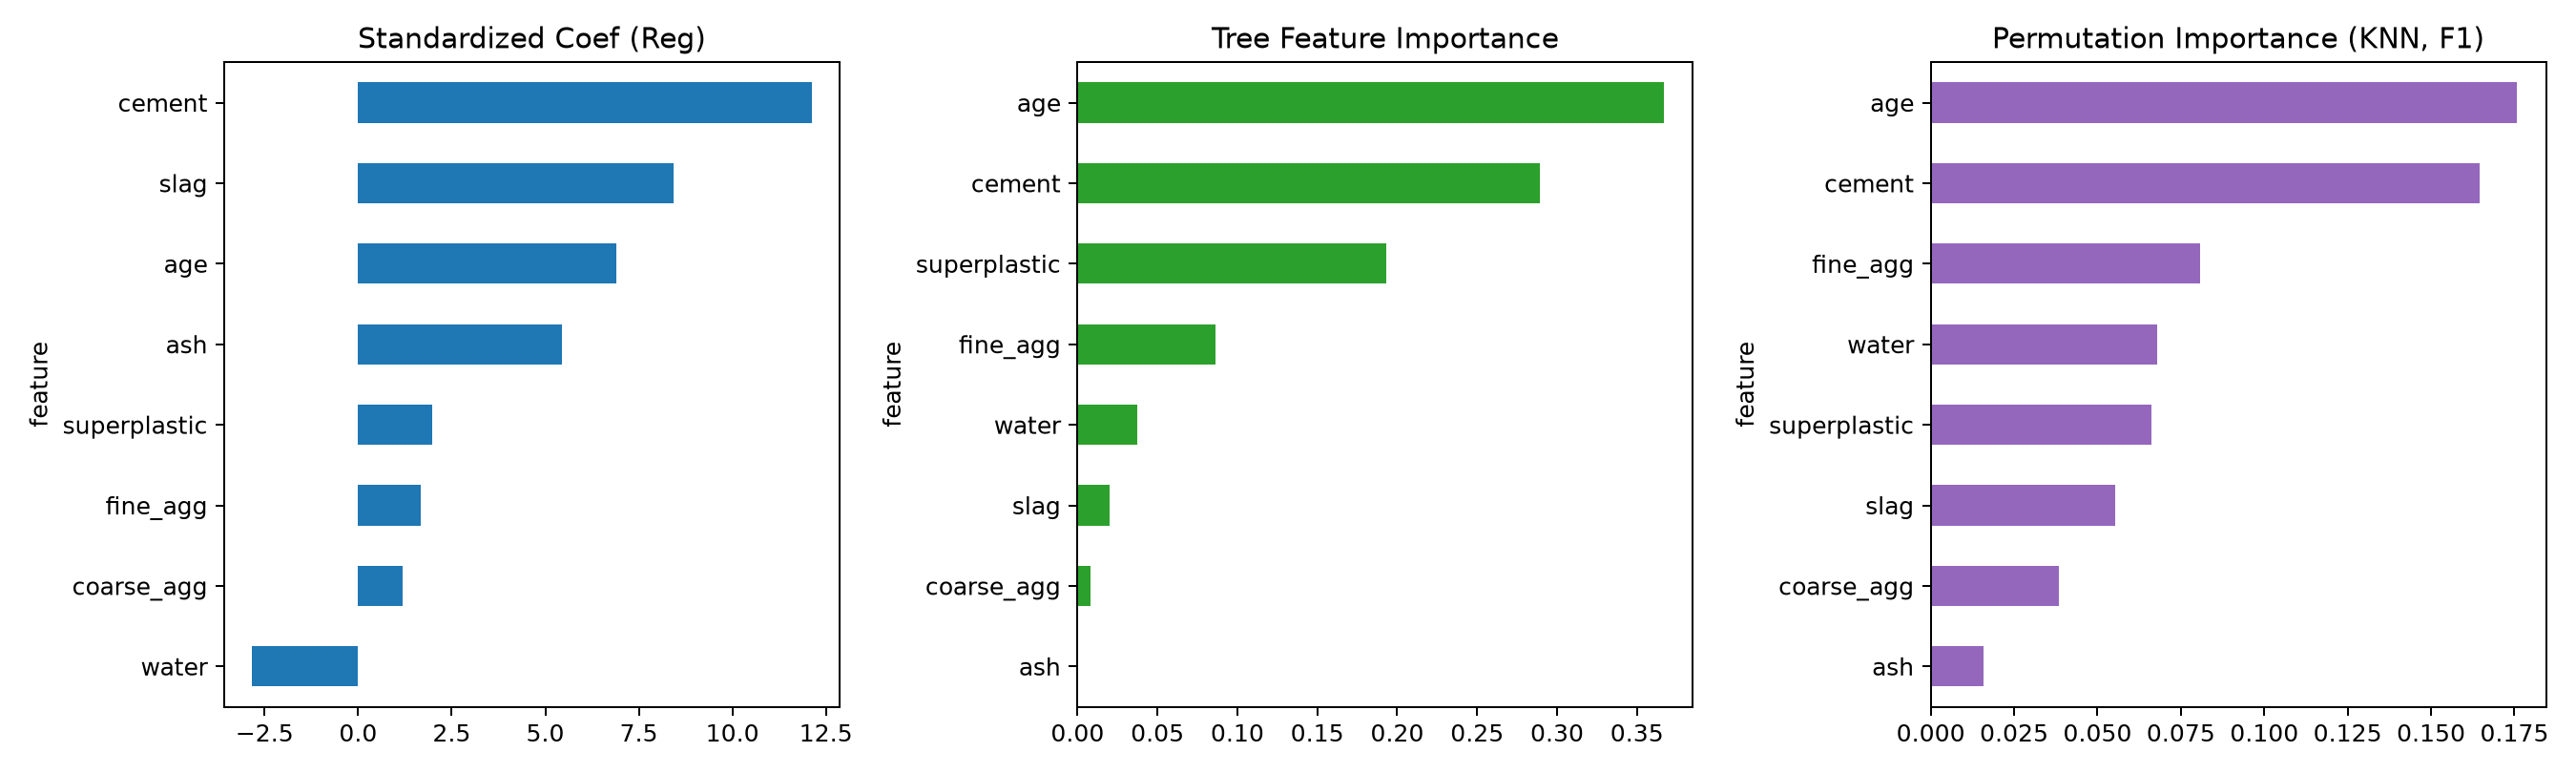 Standardized Coef (Reg)
feature
cement
slag
age
ash
superplastic
fine_agg
coarse_agg
water
−2.5 0.0 2.5 5.0 7.5 10.0 12.5
Tree Feature Importance
feature
age
cement
superplastic
fine_agg
water
slag
coarse_agg
ash
0.00 0.05 0.10 0.15 0.20 0.25 0.30 0.35
Permutation Importance (KNN, F1)
feature
age
cement
fine_agg
water
superplastic
slag
coarse_agg
ash
0.000 0.025 0.050 0.075 0.100 0.125 0.150 0.175